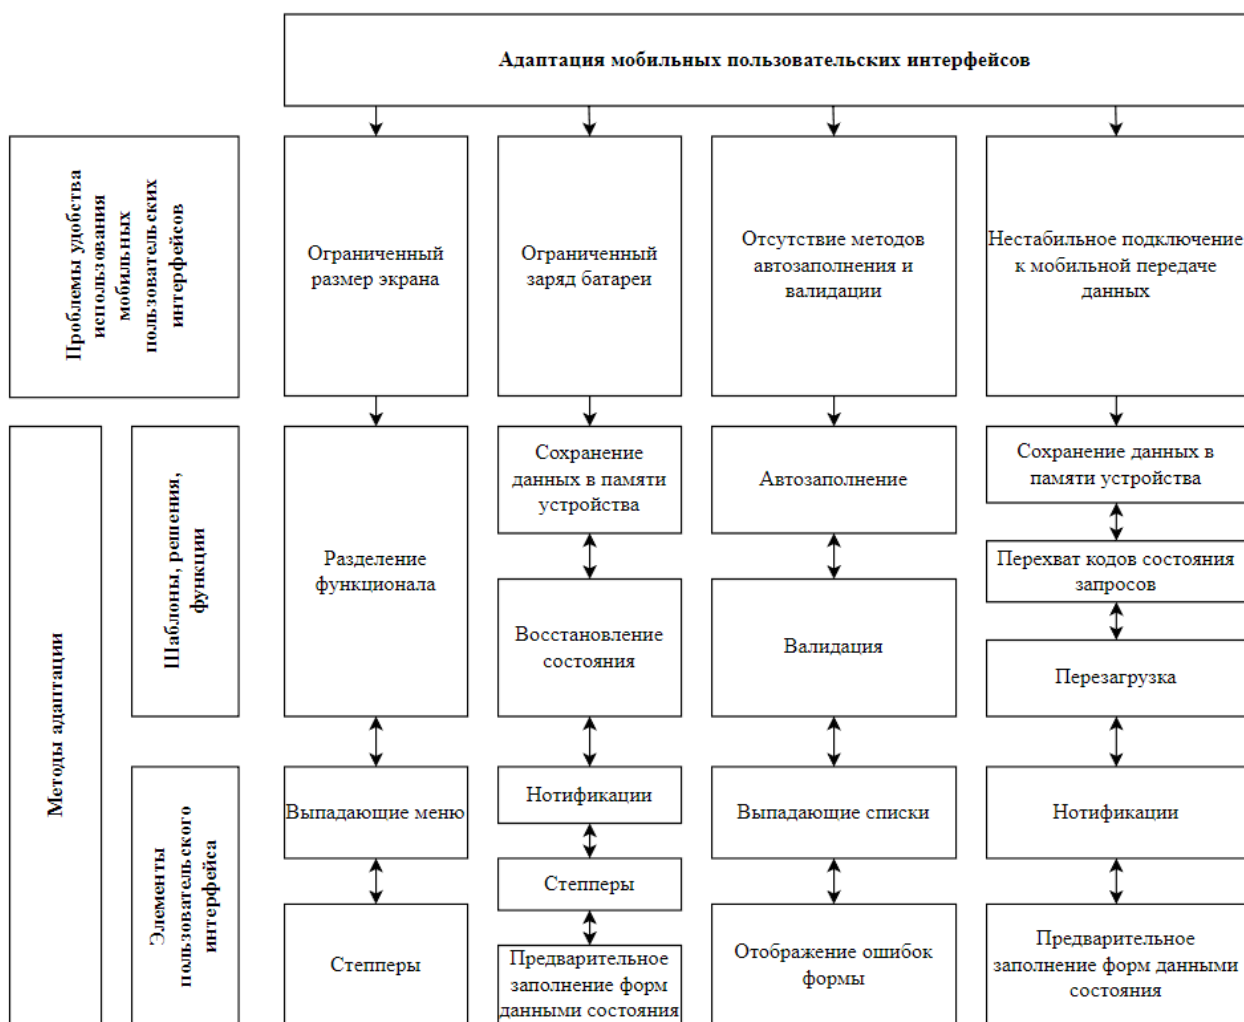 Адаптация мобильных пользовательских интерфейсов
Проблемы удобства
использования
мобильных
пользовательских
интерфейсов
Ограниченный
размер экрана
Ограниченный
заряд батареи
Отсутствие методов
автозаполнения и
валидации
Нестабильное подключение
к мобильной передаче
данных
Методы адаптации
Шаблоны, решения,
функции
Разделение
функционала
Сохранение
данных в памяти
устройства
Восстановление
состояния
Автозаполнение
Валидация
Сохранение данных в
памяти устройства
Перехват кодов состояния
запросов
Перезагрузка
Элементы
пользовательского
интерфейса
Выпадающие меню
Степперы
Нотификации
Степперы
Предварительное
заполнение форм
данными состояния
Выпадающие списки
Отображение ошибок
формы
Нотификации
Предварительное
заполнение форм данными
состояния